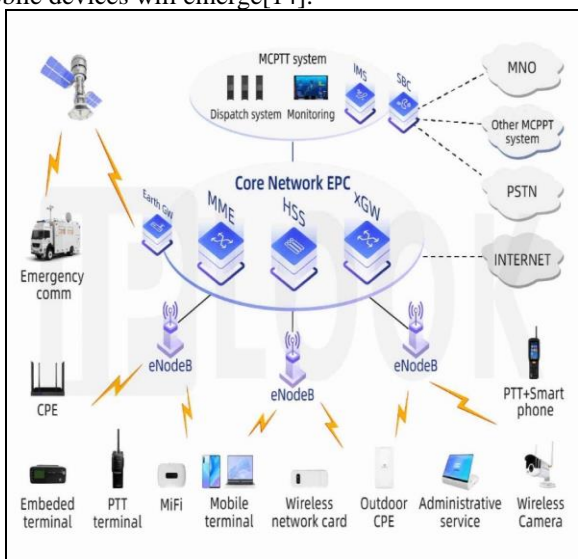 bile devices will emerge[14].
MCPTT system
IMS
SBC
Dispatch system
Monitoring
MNO
Other MCPPT
system
PSTN
INTERNET
Core Network EPC
Earth GW
MME
HSS
xGW
Emergency
comm
eNodeB
eNodeB
eNodeB
CPE
PTT+Smart
phone
Embeded
terminal
PTT
terminal
MiFi
Mobile
terminal
Wireless
network card
Outdoor
CPE
Administrative
service
Wireless
Camera